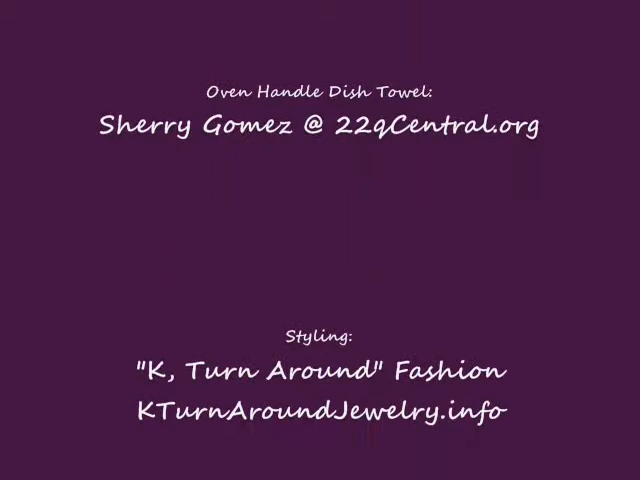 Oven Handle Dish Towel:
Sherry Gomez @ 22qCentral.org
Styling:
"K, Turn Around" Fashion
KTurnAroundJewelry.info